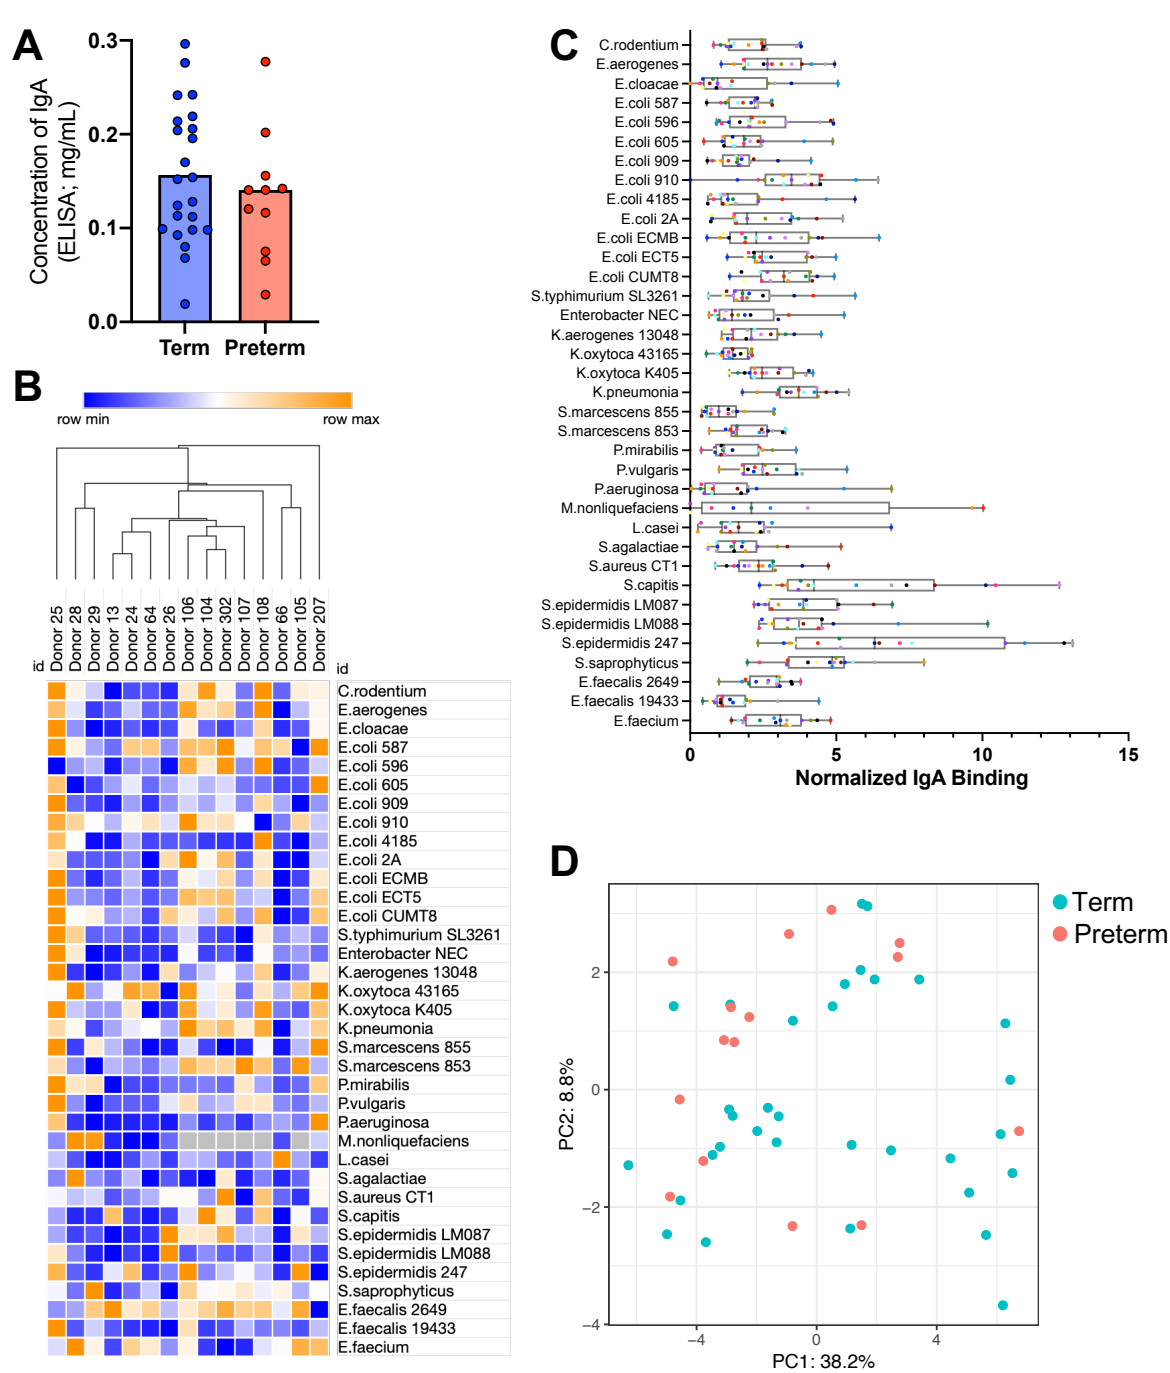 A
0.3
0.2
0.1
0.0
Concentration of IgA
(ELISA; mg/mL)
Term Preterm
B
row min row max
id
Donor 25
Donor 28
Donor 29
Donor 13
Donor 24
Donor 64
Donor 26
Donor 106
Donor 104
Donor 302
Donor 107
Donor 108
Donor 66
Donor 105
Donor 207
id
C.rodentium
E.aerogenes
E.cloacae
E.coli 587
E.coli 596
E.coli 605
E.coli 909
E.coli 910
E.coli 4185
E.coli 2A
E.coli ECMB
E.coli ECT5
E.coli CUMT8
S.typhimurium SL3261
Enterobacter NEC
K.aerogenes 13048
K.oxytoca 43165
K.oxytoca K405
K.pneumonia
S.marcescens 855
S.marcescens 853
P.mirabilis
P.vulgaris
P.aeruginosa
M.nonliquefaciens
L.casei
S.agalactiae
S.aureus CT1
S.capitis
S.epidermidis LM087
S.epidermidis LM088
S.epidermidis 247
S.saprophyticus
E.faecalis 2649
E.faecalis 19433
E.faecium
C
C.rodentium
E.aerogenes
E.cloacae
E.coli 587
E.coli 596
E.coli 605
E.coli 909
E.coli 910
E.coli 4185
E.coli 2A
E.coli ECMB
E.coli ECT5
E.coli CUMT8
S.typhimurium SL3261
Enterobacter NEC
K.aerogenes 13048
K.oxytoca 43165
K.oxytoca K405
K.pneumonia
S.marcescens 855
S.marcescens 853
P.mirabilis
P.vulgaris
P.aeruginosa
M.nonliquefaciens
L.casei
S.agalactiae
S.aureus CT1
S.capitis
S.epidermidis LM087
S.epidermidis LM088
S.epidermidis 247
S.saprophyticus
E.faecalis 2649
E.faecalis 19433
E.faecium
0 5 10 15
Normalized IgA Binding
D
Term
Preterm
2
0
−2
−4
PC2: 8.8%
−4 0 4
PC1: 38.2%